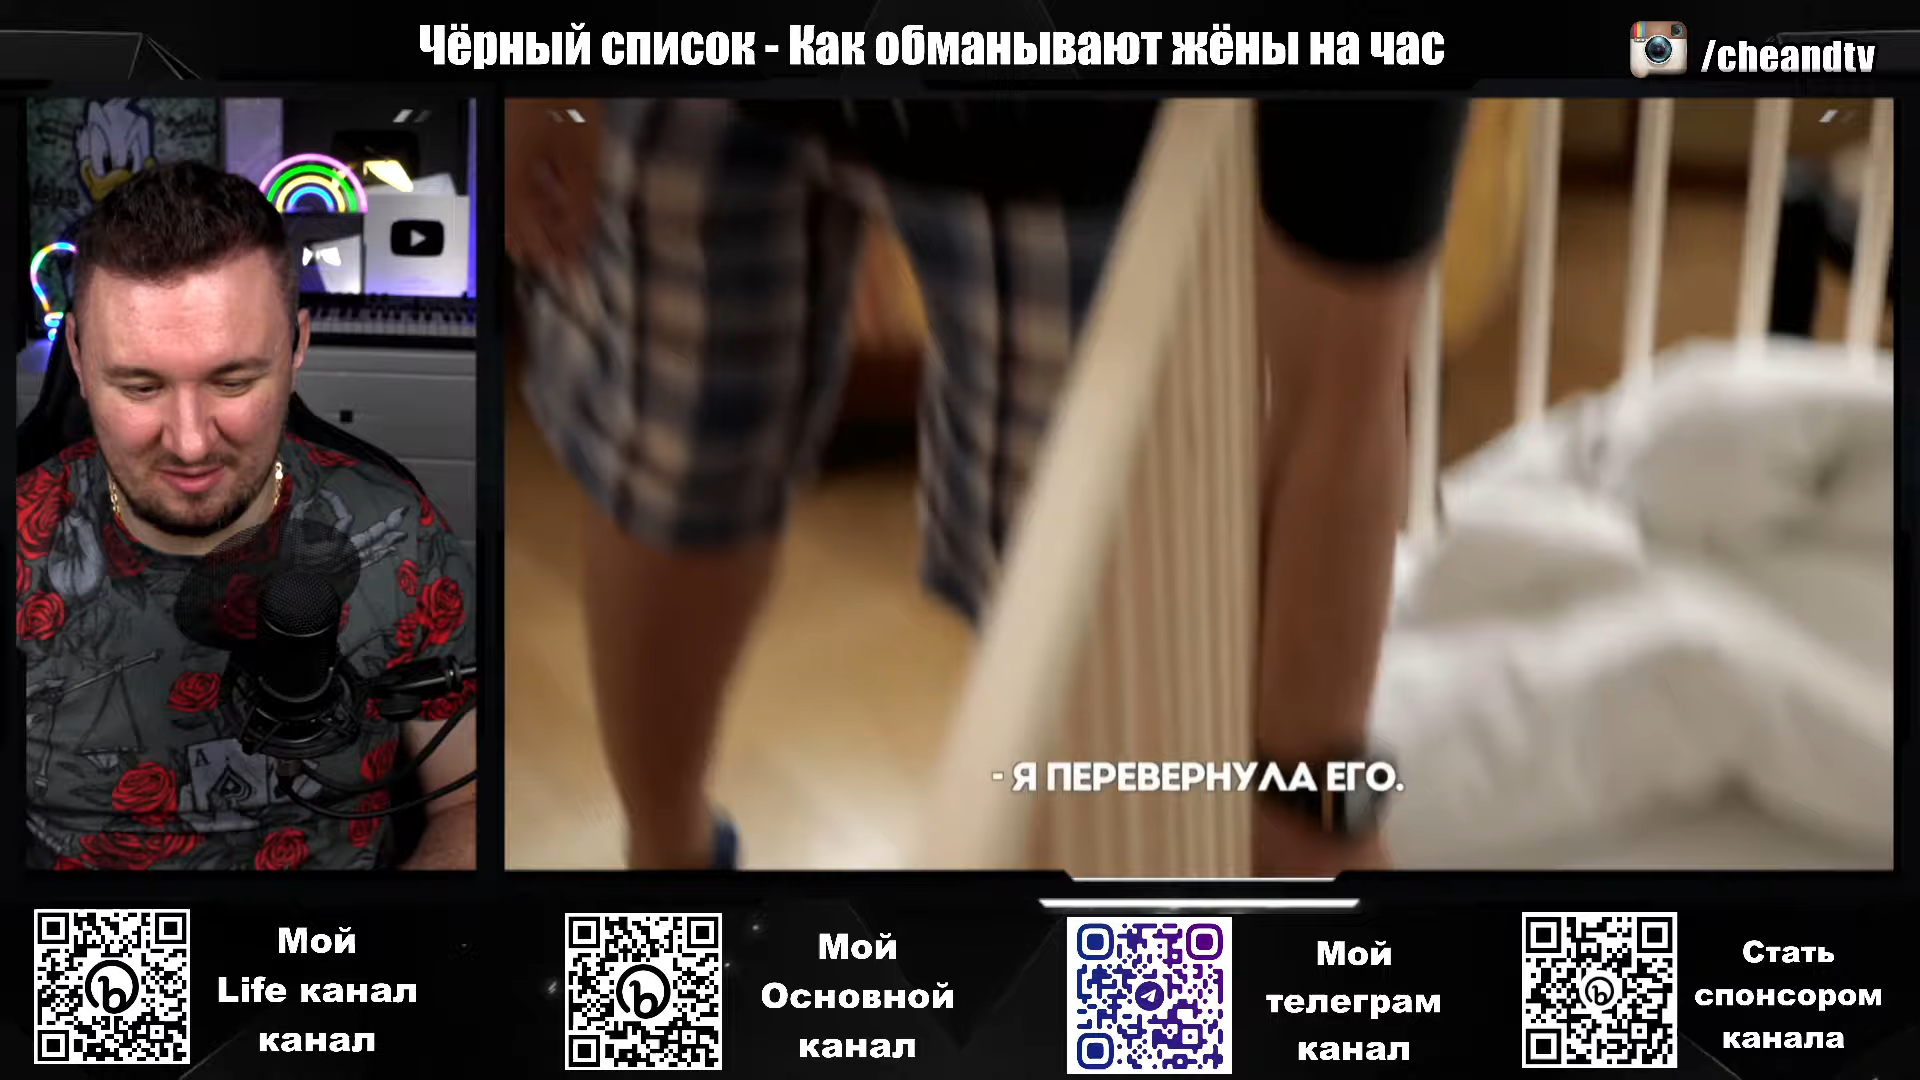 Чёрный список - Как обманывают жёны на час
/cheandtv
- Я ПЕРЕВЕРНУЛА ЕГО.
Мой
Life канал
канал
Мой
Основной
канал
Мой
телеграм
канал
Стать
спонсором
канала
A